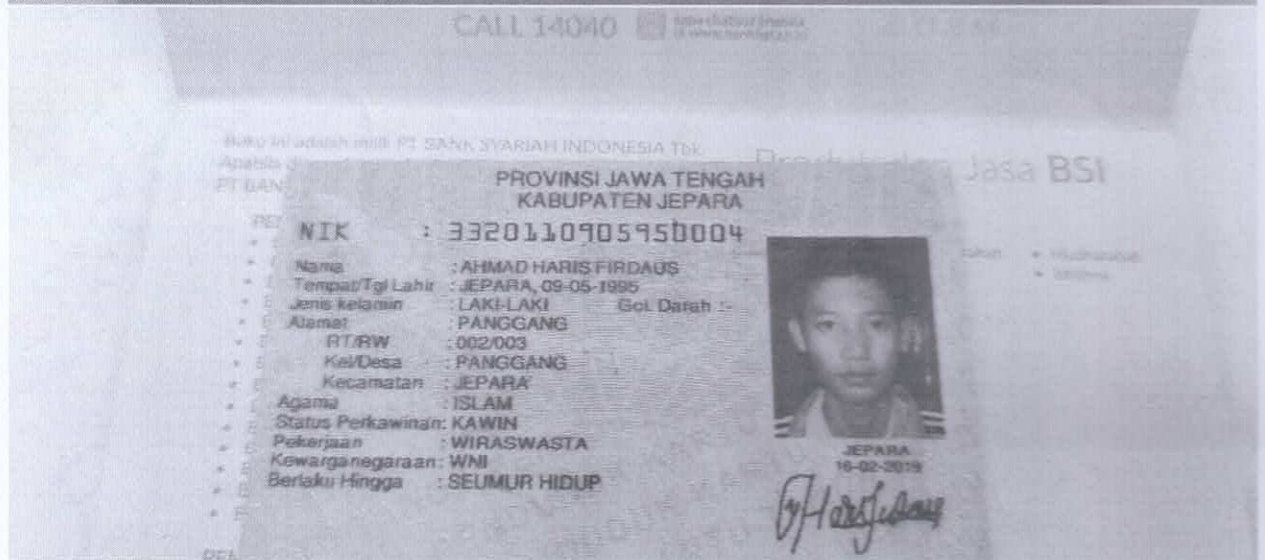 CALL 14040
Buku ini adalah milik PT BANK SYARIAH INDONESIA Tbk.
Jasa BSI
PROVINSI JAWA TENGAH
KABUPATEN JEPARA
NIK : 3320110905950004
Nama : AHMAD HARIS FIRDAUS
Tempat/Tgl Lahir : JEPARA, 09-05-1995
Jenis kelamin : LAKI-LAKI Gol. Darah :-
Alamat : PANGGANG
RT/RW : 002/003
Kel/Desa : PANGGANG
Kecamatan : JEPARA
Agama : ISLAM
Status Perkawinan: KAWIN
Pekerjaan : WIRASWASTA
Kewarganegaraan: WNI
Berlaku Hingga : SEUMUR HIDUP
JEPARA
16-02-2019